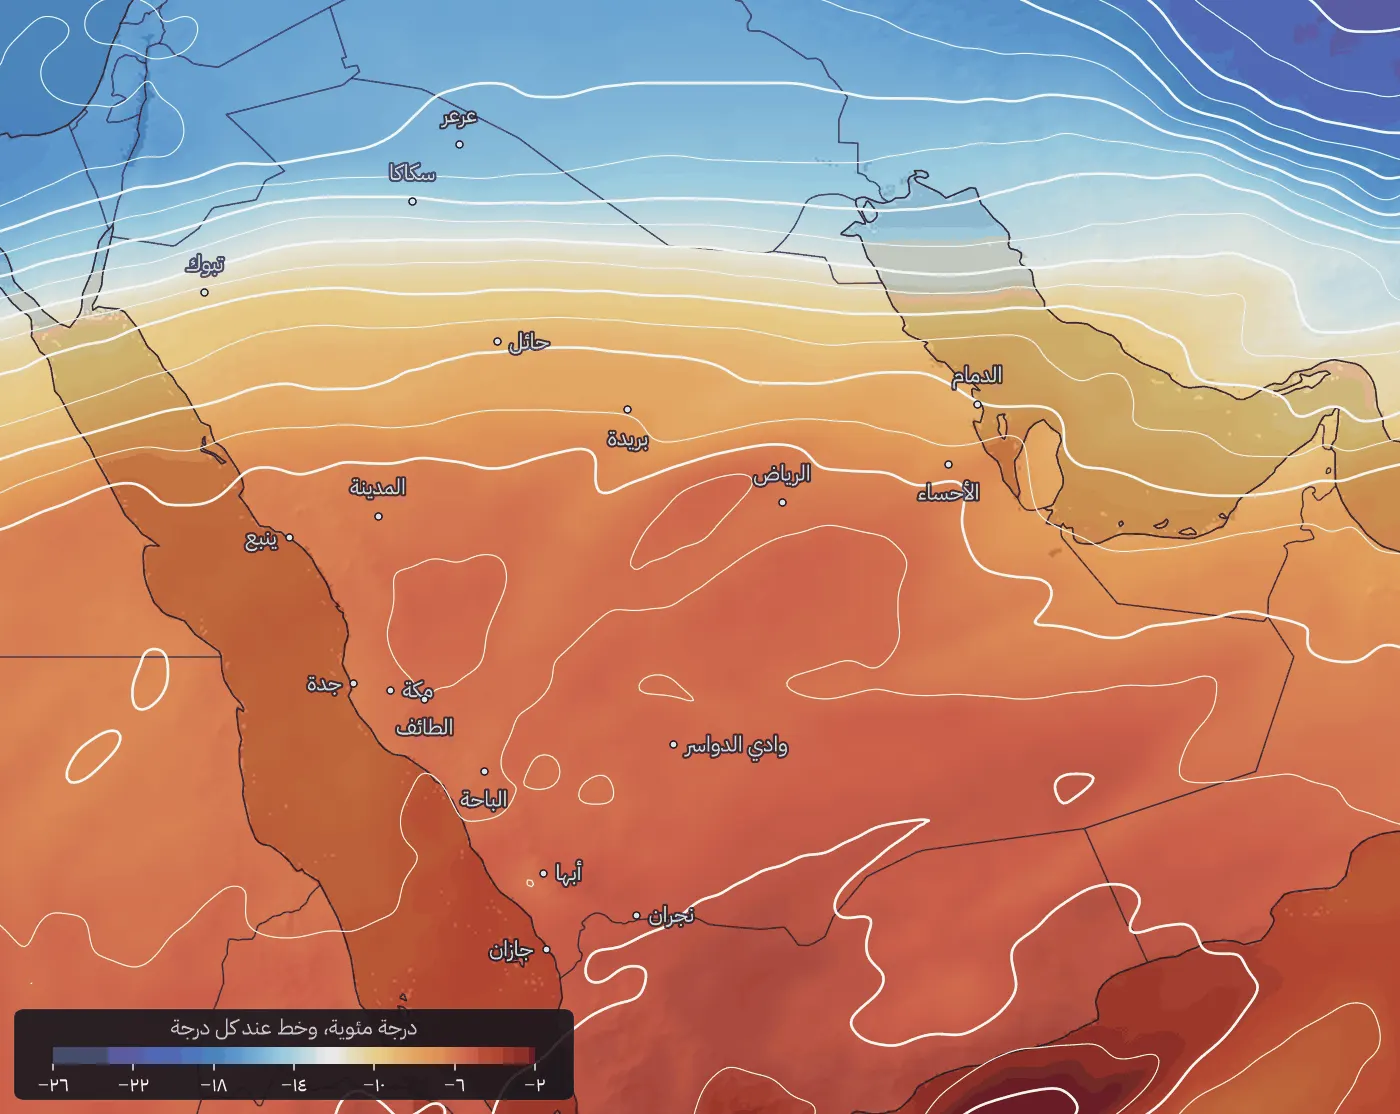 عرعر
سكاكا
تبوك
حائل
الدمام
بريدة
الرياض
المدينة
الأحساء
ينبع
جدة
مكة
الطائف
وادي الدواسر
الباحة
أبها
نجران
جازان
درجة مئوية، وخط عند كل درجة
−٢٦ −٢٢ −١٨ −١٤ −١٠ −٦ −٢